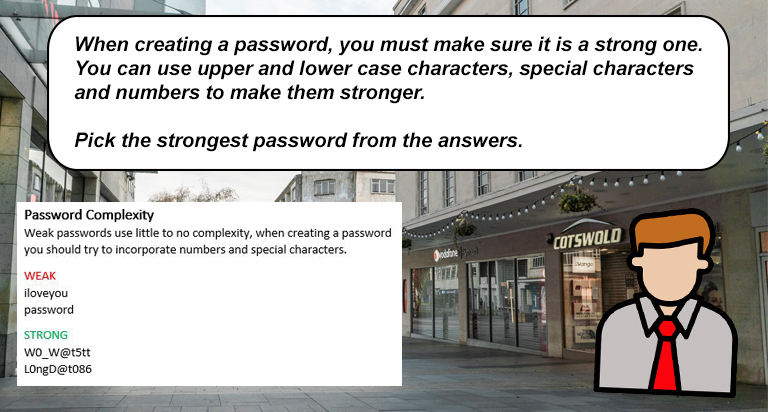 When creating a password, you must make sure it is a strong one.
You can use upper and lower case characters, special characters
and numbers to make them stronger.
Pick the strongest password from the answers.
Password Complexity
Weak passwords use little to no complexity, when creating a password
you should try to incorporate numbers and special characters.
WEAK
iloveyou
password
STRONG
W0_W@t5tt
L0ngD@t086
vodafone
COTSWOLD